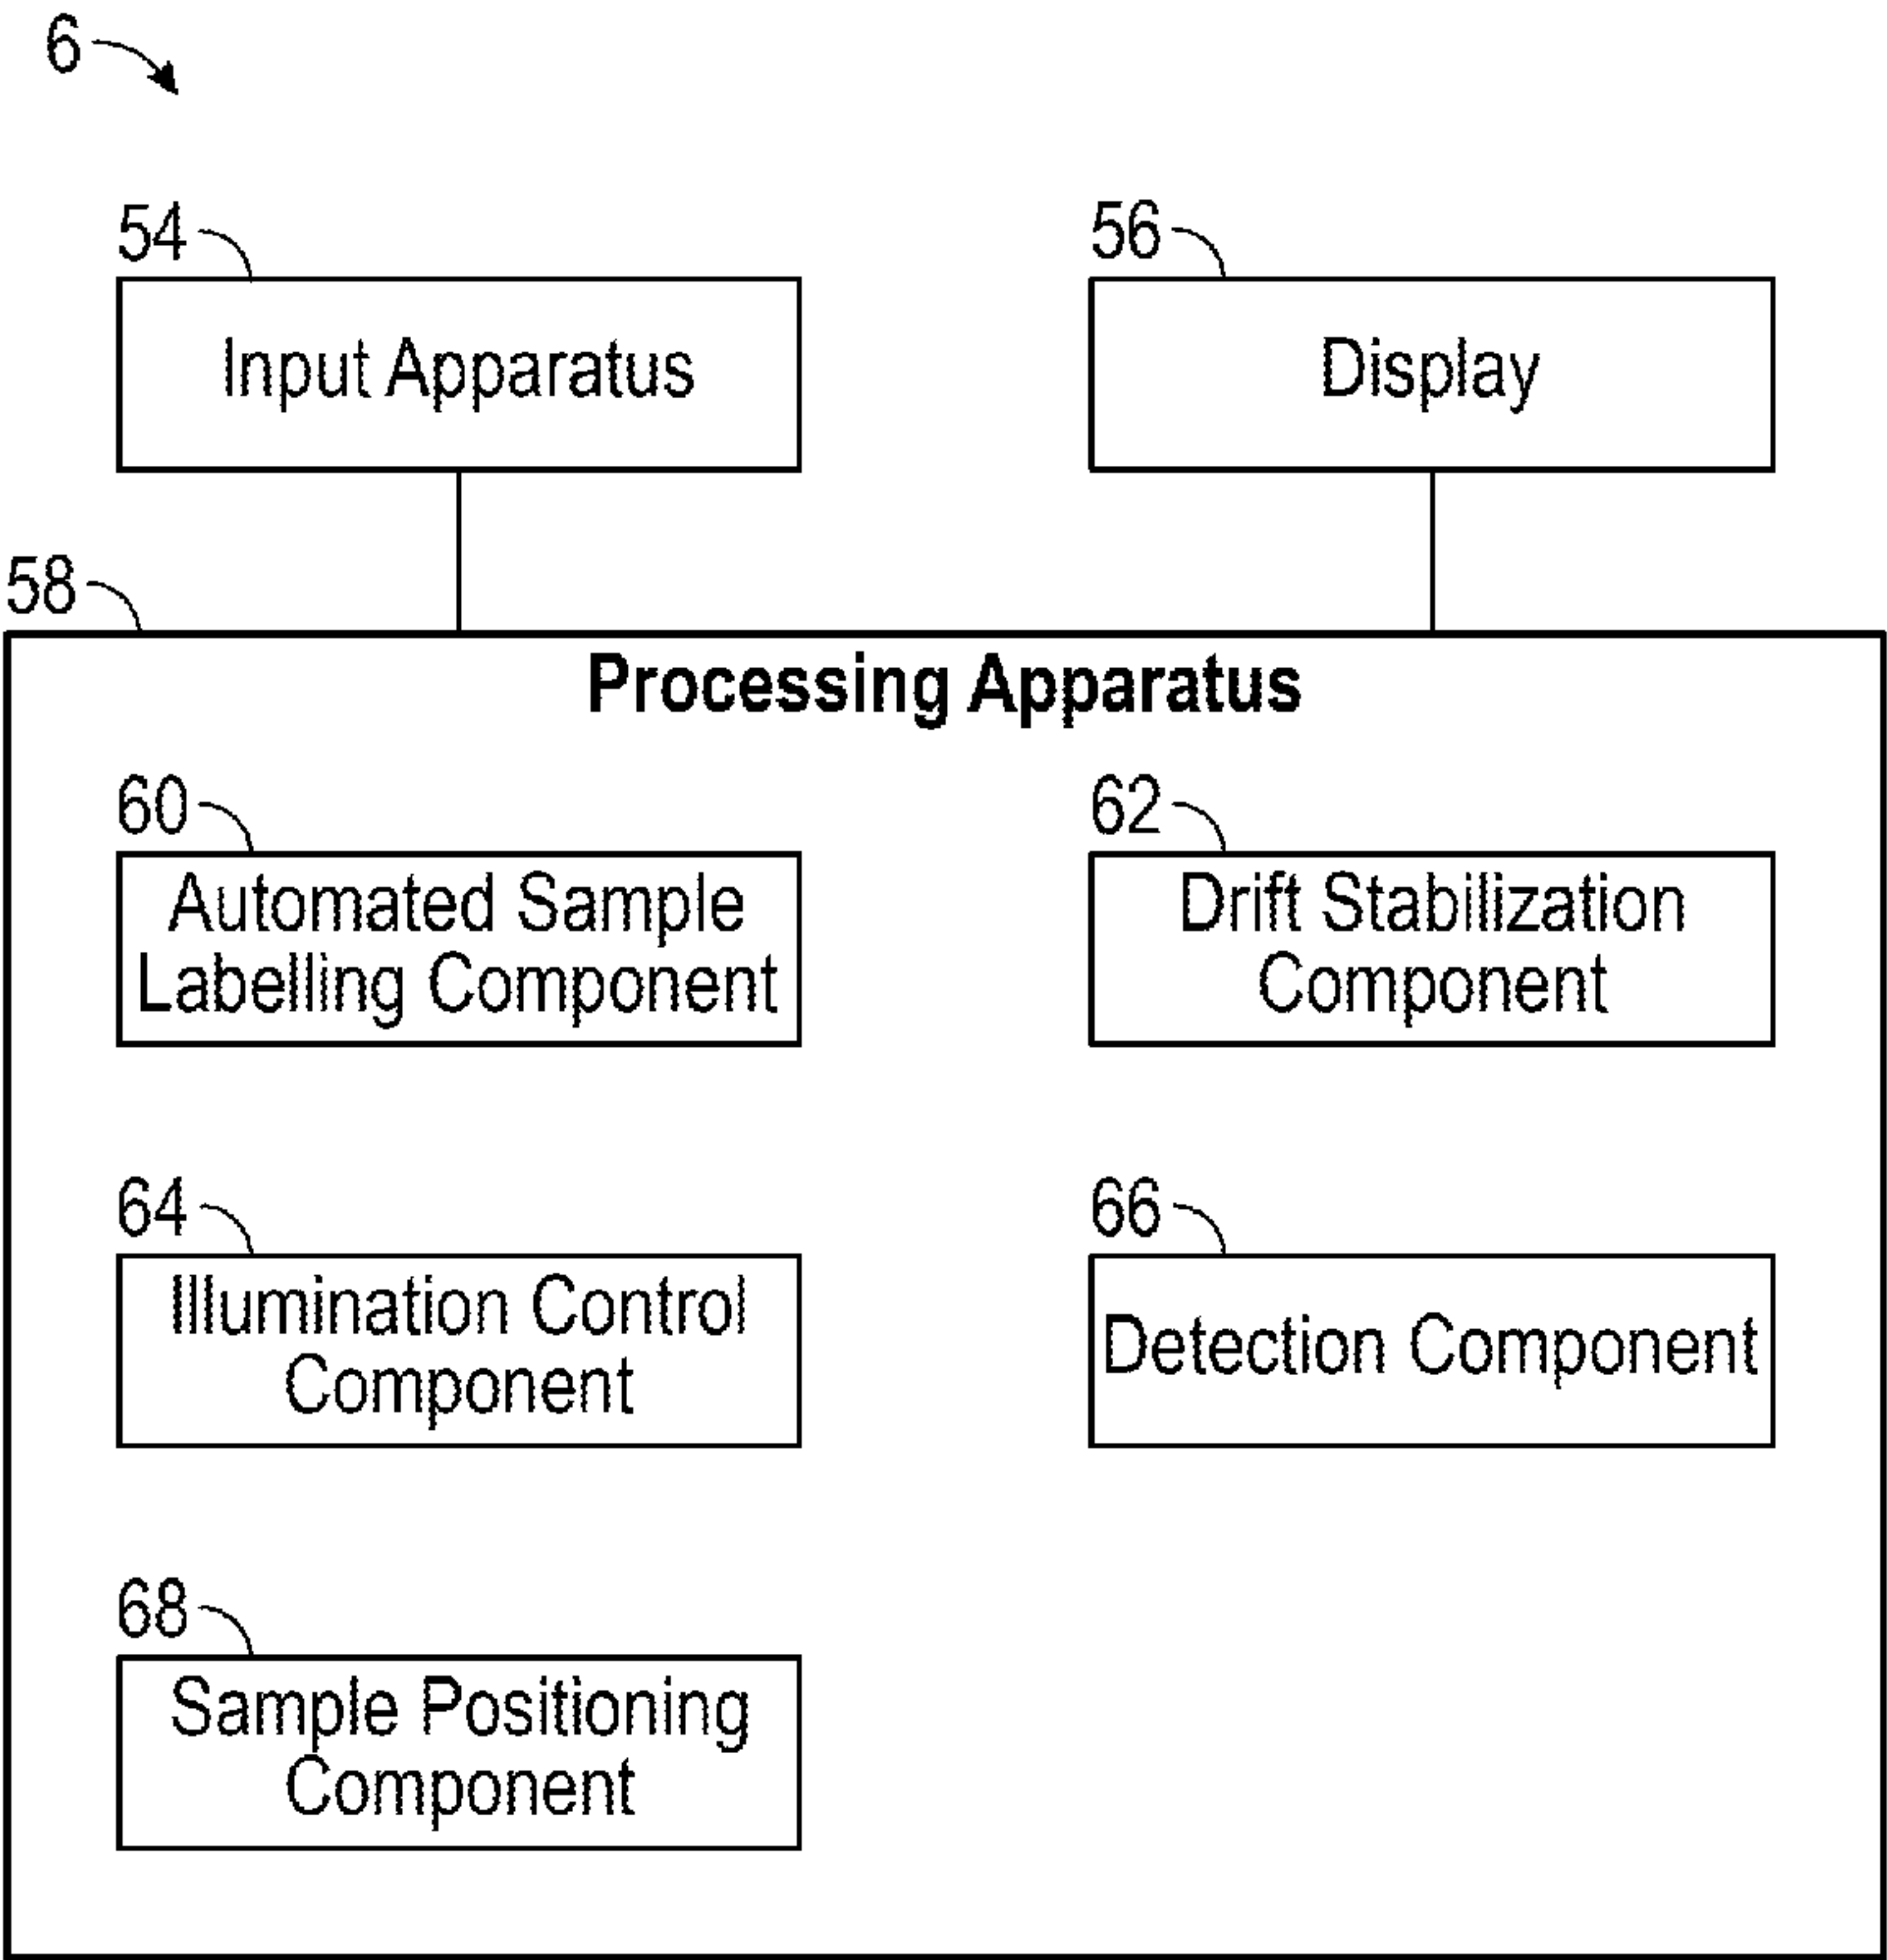 6
54
56
Input Apparatus
Display
58
Processing Apparatus
60
62
Automated Sample
Labelling Component
Drift Stabilization
Component
64
66
Illumination Control
Component
Detection Component
68
Sample Positioning
Component